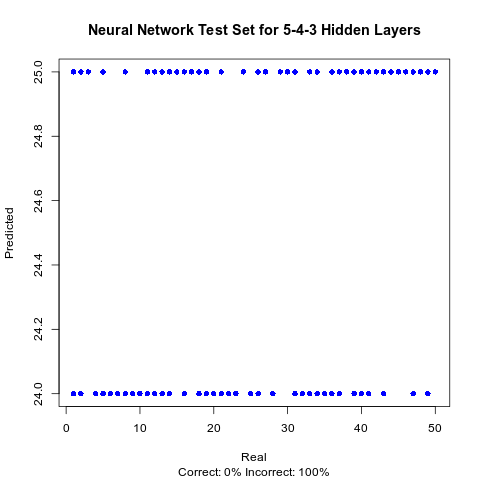 Neural Network Test Set for 5-4-3 Hidden Layers
Predicted
25.0
24.8
24.6
24.4
24.2
24.0
0 10 20 30 40 50
Real
Correct: 0% Incorrect: 100%